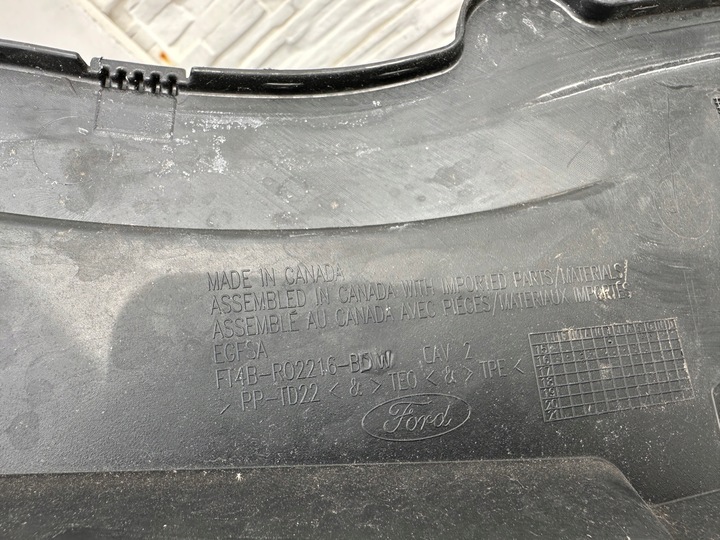 MADE IN CANADA
ASSEMBLED IN CANADA WITH IMPORTED PARTS/MATERIALS/
ASSEMBLÉ AU CANADA AVEC PIÈCES/MATERIAUX IMPORTÉS
EGFSA
FT4B-R02216-BDW CAV 2
> PP-TD22 < & > TEO < & > TPE <
Ford